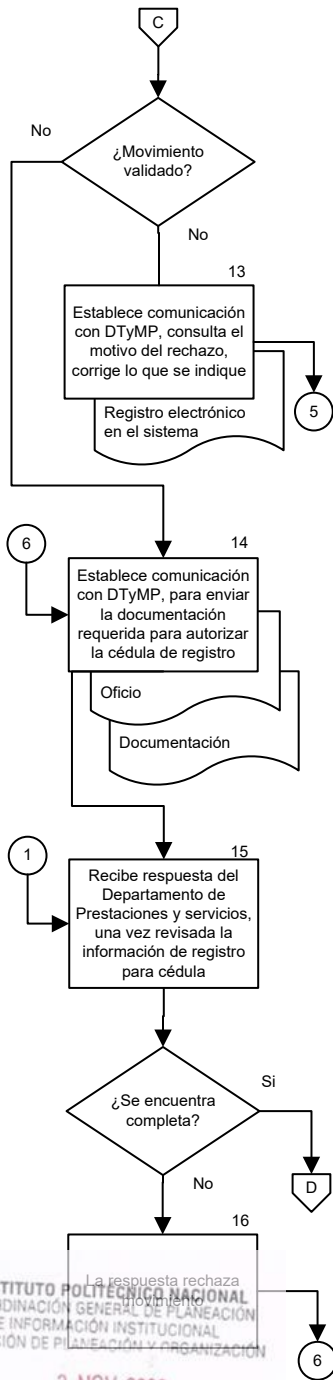 C
No
¿Movimiento
validado?
No
13
Establece comunicación
con DTyMP, consulta el
motivo del rechazo,
corrige lo que se indique
5
Registro electrónico
en el sistema
6
14
Establece comunicación
con DTyMP, para enviar
la documentación
requerida para autorizar
la cédula de registro
Oficio
Documentación
1
15
Recibe respuesta del
Departamento de
Prestaciones y servicios,
una vez revisada la
información de registro
para cédula
Si
¿Se encuentra
completa?
D
No
16
La respuesta rechaza
movimiento
POLITÉCNICO NACIONAL
GENERAL DE PLANEACIÓN
INFORMACIÓN INSTITUCIONAL
DE PLANEACIÓN Y ORGANIZACIÓN
6
NOV